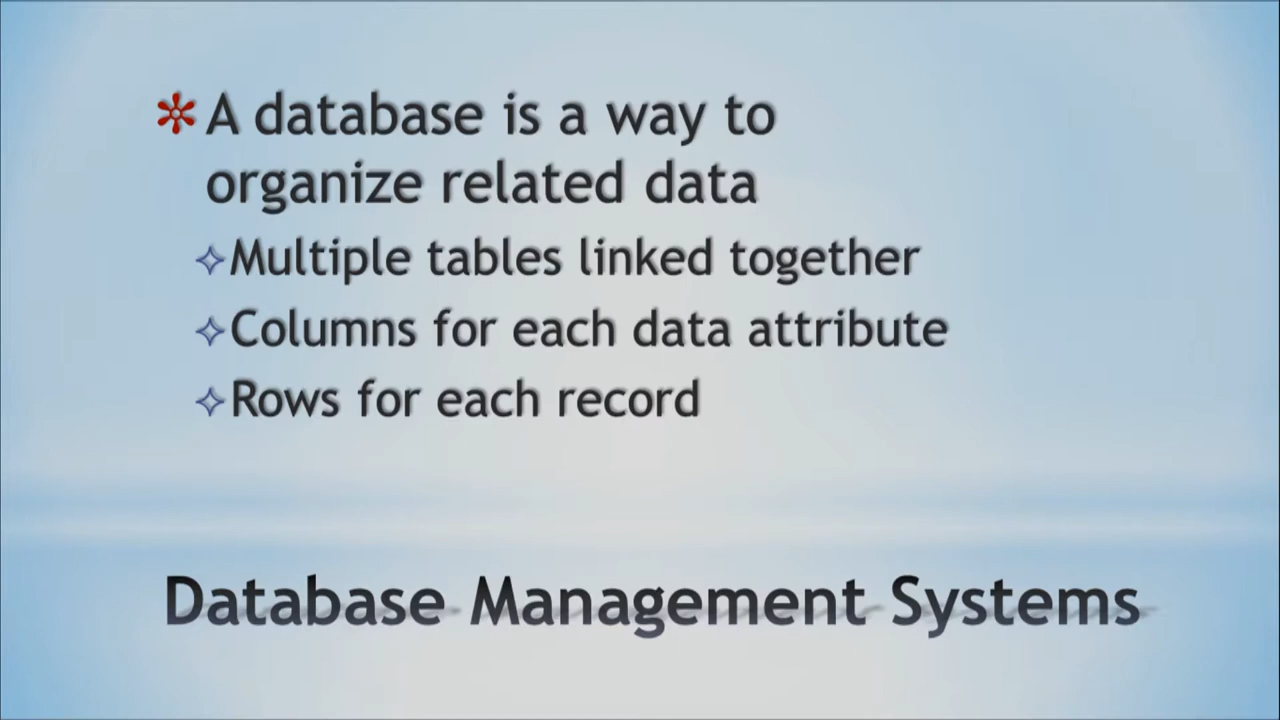 A database is a way to
organize related data
Multiple tables linked together
Columns for each data attribute
Rows for each record
Database Management Systems